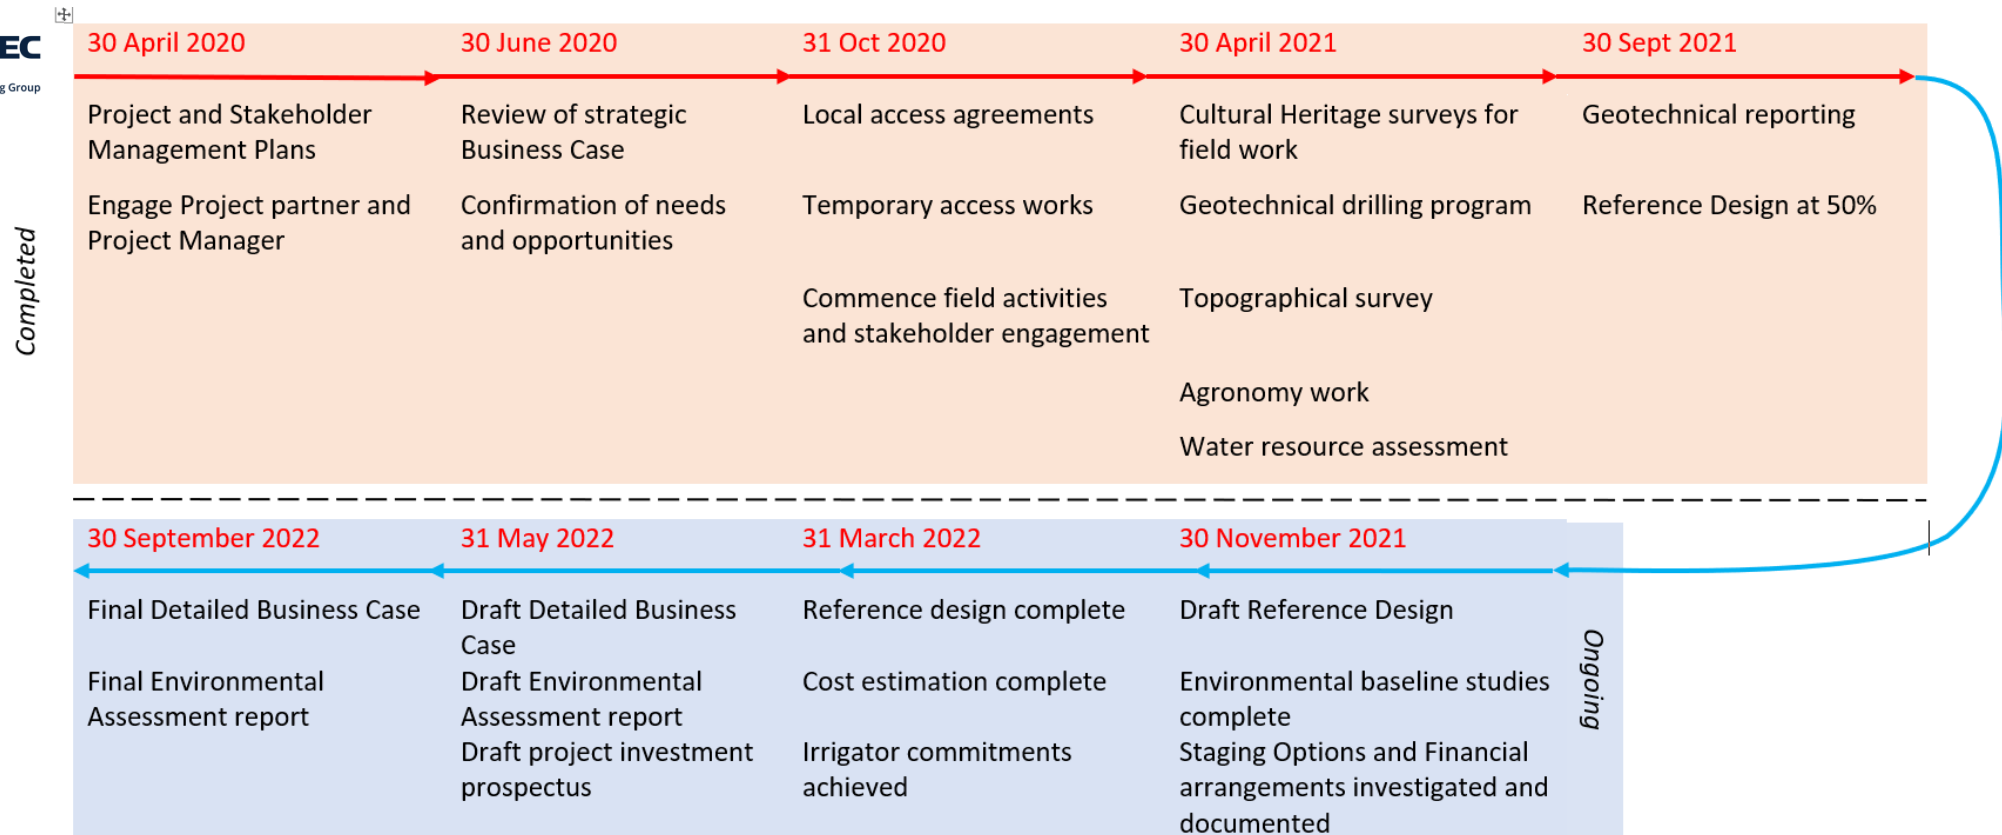 EC
g Group
30 April 2020
30 June 2020
31 Oct 2020
30 April 2021
30 Sept 2021
Completed
Project and Stakeholder
Management Plans
Engage Project partner and
Project Manager
Review of strategic
Business Case
Confirmation of needs
and opportunities
Local access agreements
Temporary access works
Commence field activities
and stakeholder engagement
Cultural Heritage surveys for
field work
Geotechnical drilling program
Topographical survey
Agronomy work
Water resource assessment
Geotechnical reporting
Reference Design at 50%
30 September 2022
31 May 2022
31 March 2022
30 November 2021
Final Detailed Business Case
Final Environmental
Assessment report
Draft Detailed Business
Case
Draft Environmental
Assessment report
Draft project investment
prospectus
Reference design complete
Cost estimation complete
Irrigator commitments
achieved
Draft Reference Design
Environmental baseline studies
complete
Staging Options and Financial
arrangements investigated and
documented
Ongoing